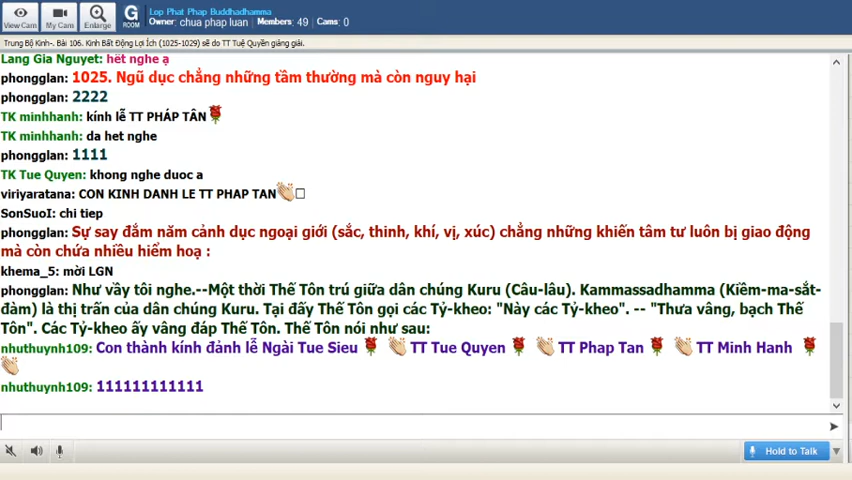 View Cam
My Cam
Enlarge
G
ROOM
Lop Phat Phap Buddhadhamma
Owner: chua phap luan Members: 49 Cams: 0
Trung Bộ Kinh-. Bài 106. Kinh Bất Động Lợi Ích (1025-1029) sẽ do TT Tuệ Quyền giảng giải.
Lang Gia Nguyet: hết nghe ạ
phongglan: 1025. Ngũ dục chẳng những tầm thường mà còn nguy hại
phongglan: 2222
TK minhhanh: kính lễ TT PHÁP TÂN
TK minhhanh: da het nghe
phongglan: 1111
TK Tue Quyen: khong nghe duoc a
viriyaratana: CON KINH DANH LE TT PHAP TAN
SonSuoI: chi tiep
phongglan: Sự say đắm năm cảnh dục ngoại giới (sắc, thinh, khí, vị, xúc) chẳng những khiến tâm tư luôn bị giao động
mà còn chứa nhiều hiểm hoạ :
khema_5: mời LGN
phongglan: Như vầy tôi nghe.--Một thời Thế Tôn trú giữa dân chúng Kuru (Câu-lâu). Kammassadhamma (Kiềm-ma-sắt-
đàm) là thị trấn của dân chúng Kuru. Tại đấy Thế Tôn gọi các Tỷ-kheo: "Này các Tỷ-kheo". -- "Thưa vâng, bạch Thế
Tôn". Các Tỷ-kheo ấy vâng đáp Thế Tôn. Thế Tôn nói như sau:
nhuthuynh109: Con thành kính đảnh lễ Ngài Tue Sieu TT Tue Quyen TT Phap Tan TT Minh Hanh
nhuthuynh109: 111111111111
Hold to Talk